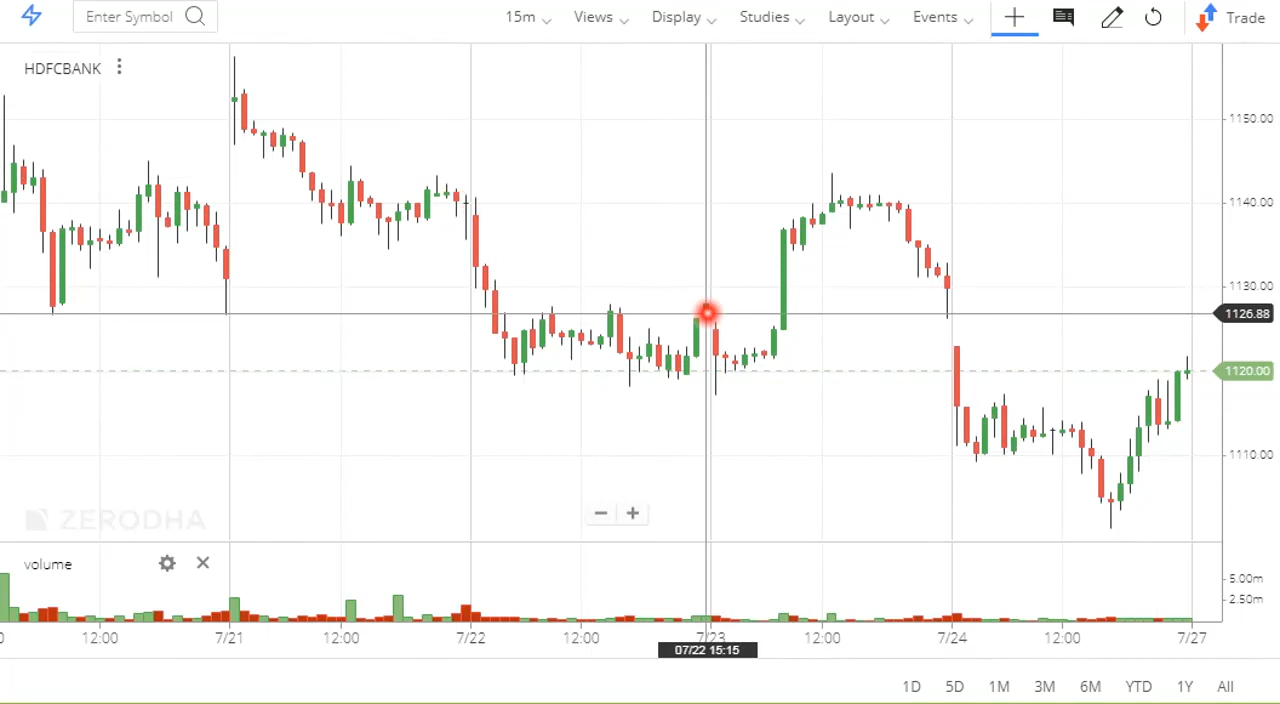 Enter Symbol 15m Views Display Studies Layout Events Trade
HDFCBANK
1150.00
1140.00
1130.00
1126.88
1120.00
1110.00
ZERODHA
volume
5.00m
2.50m
0 12:00 7/21 12:00 7/22 12:00 7/23 12:00 7/24 12:00 7/27
07/22 15:15
1D 5D 1M 3M 6M YTD 1Y All